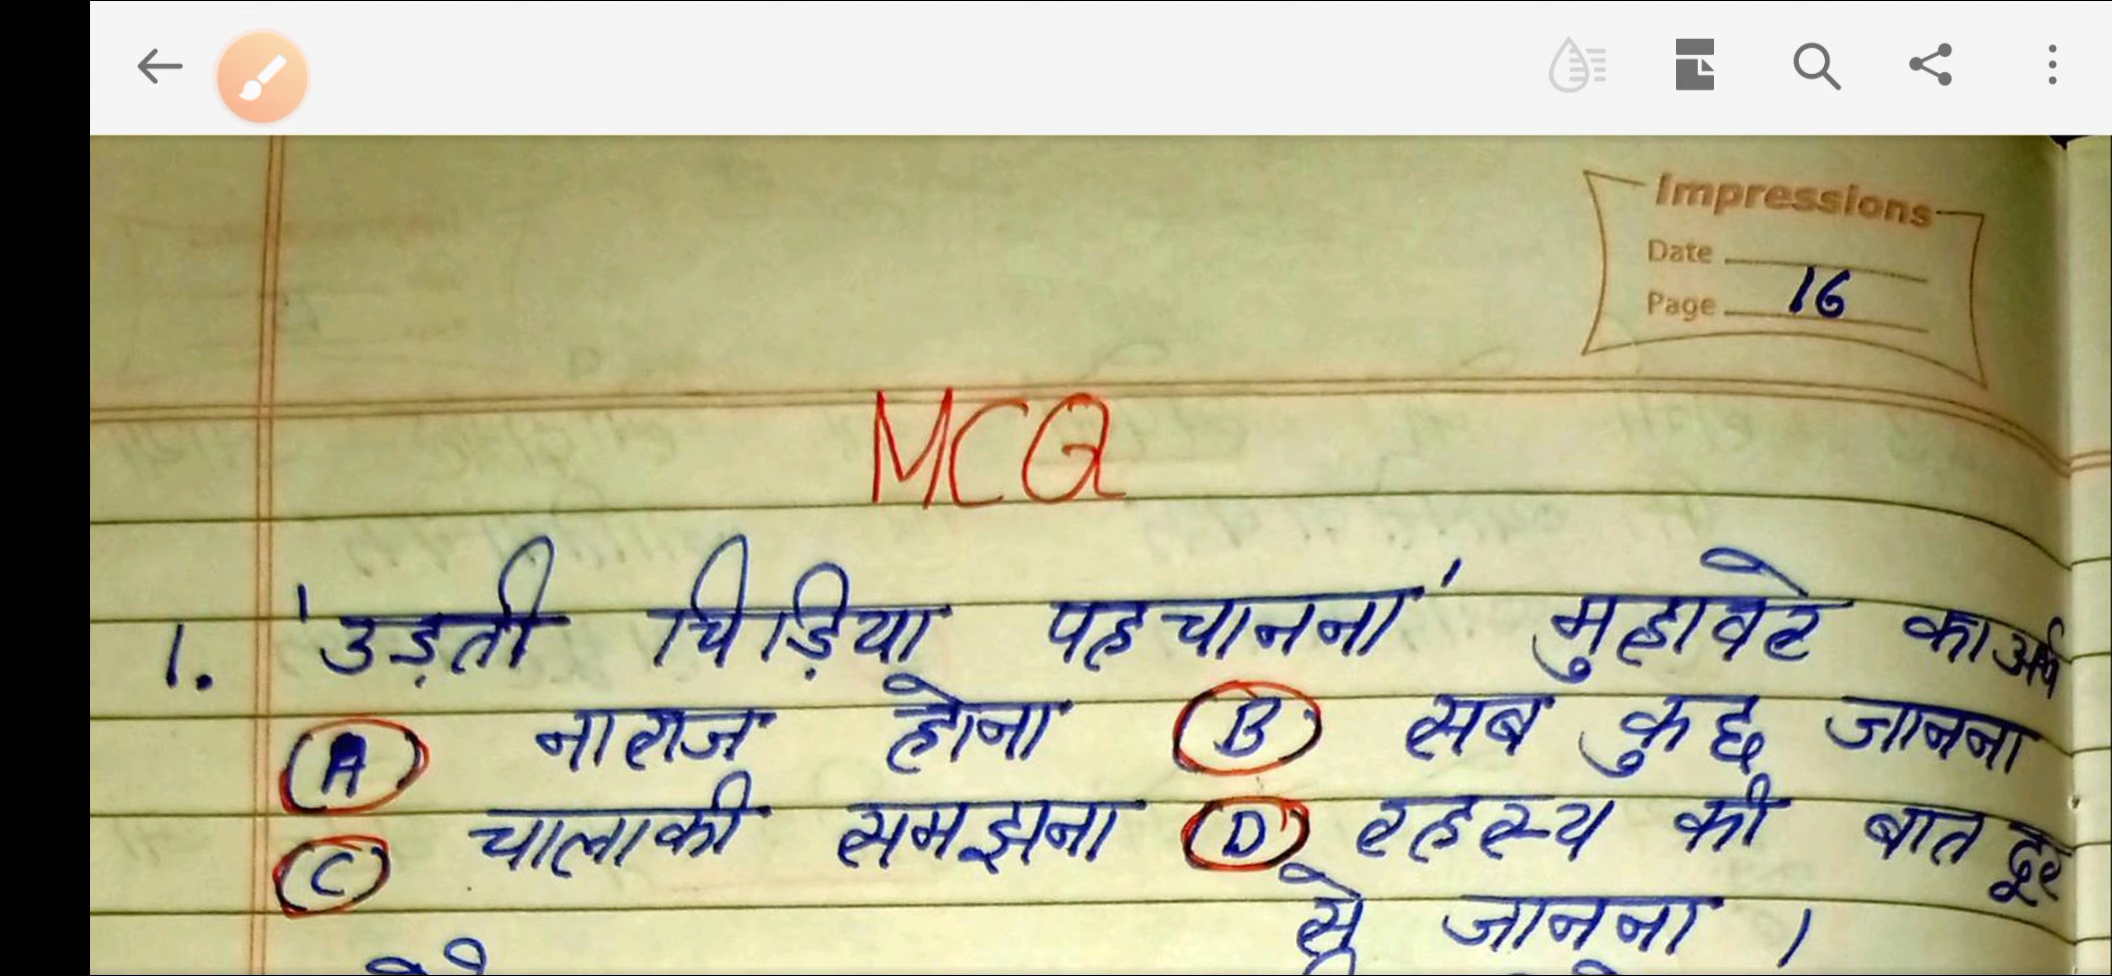 Impressions
Date
Page 16
MCQ
1. 'उड़ती चिड़िया पहचानना' मुहावरे का अर्थ
(A) नाराज होना (B) सब कुछ जानना
(C) चालाकी समझना (D) रहस्य की बात दूर
से जानना ।